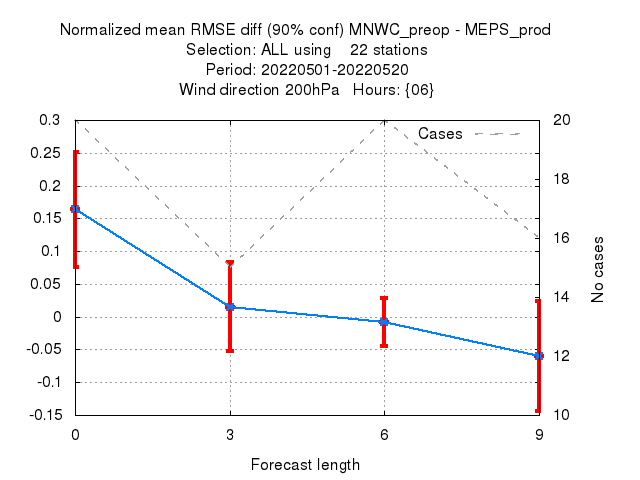 Normalized mean RMSE diff (90% conf) MNWC_preop - MEPS_prod
Selection: ALL using    22 stations
Period: 20220501-20220520
Wind direction 200hPa   Hours: {06}
Cases
0.3
0.25
0.2
0.15
0.1
0.05
0
-0.05
-0.1
-0.15
20
18
16
14
12
10
No cases
0 3 6 9
Forecast length